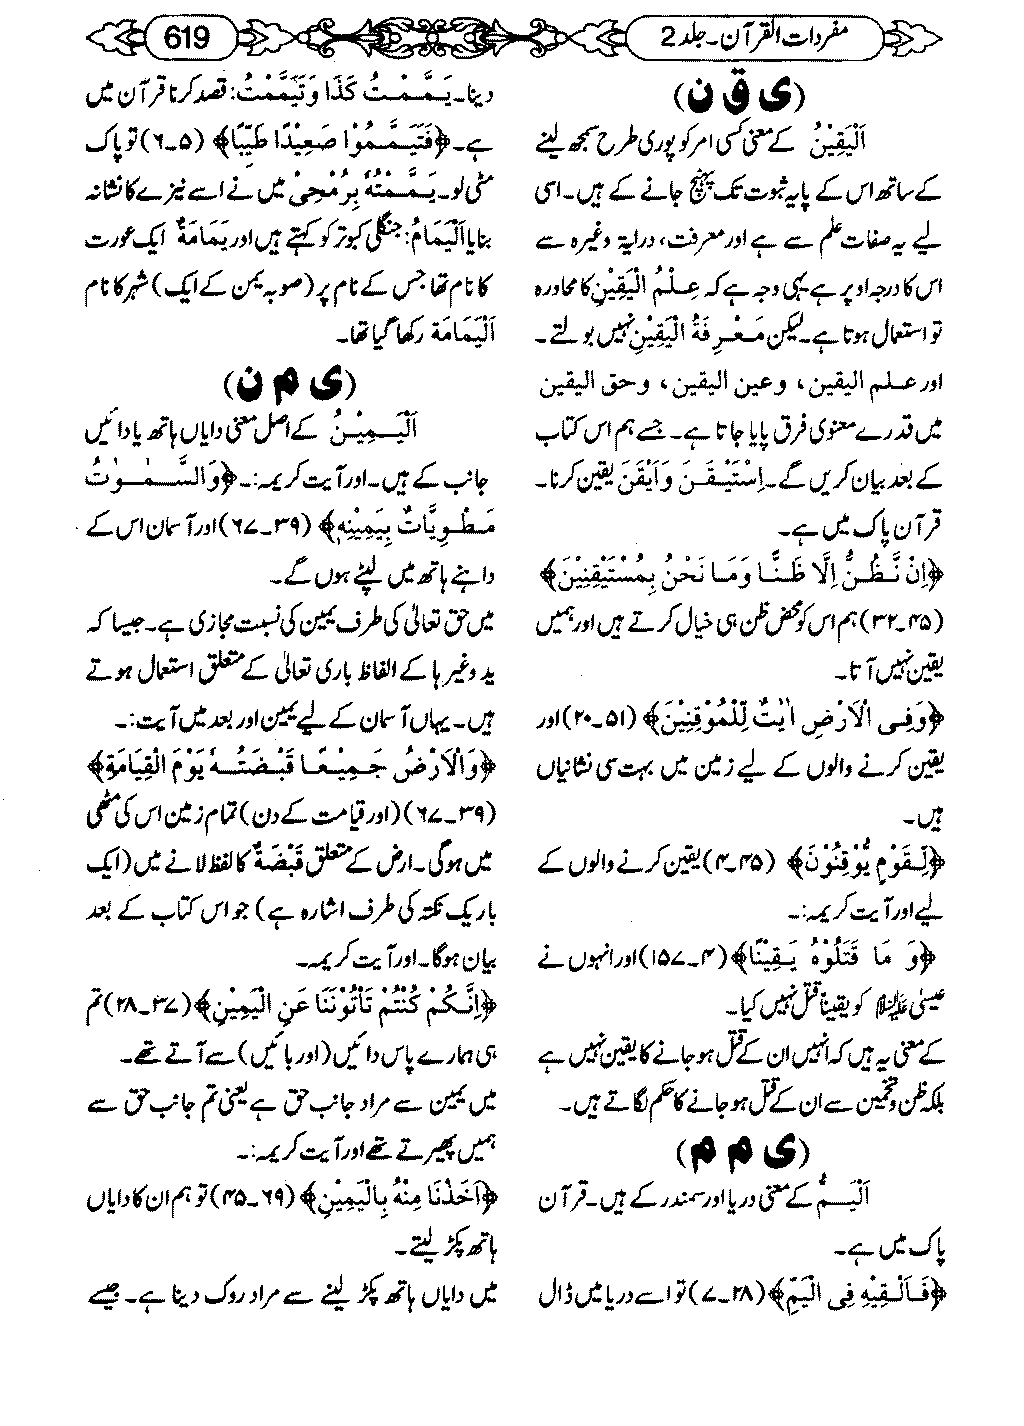 مفردات القرآن۔ جلد 2
619
(ی ق ن)
اَلْیَقِیْنُ کے معنی کسی امر کو پوری طرح سمجھ لینے
کے ساتھ اس کے پایہ ثبوت تک پہنچ جانے کے ہیں۔ اسی
لیے یہ صفات علم سے ہے اور معرفت، درایۃ وغیرہ سے
اس کا درجہ اوپر ہے یہی وجہ ہے کہ عِلْمُ الْیَقِیْنِ کا محاورہ
تو استعمال ہوتا ہے۔ لیکن مَعْرِفَۃُ الْیَقِیْنِ نہیں بولتے۔
اور علم الیقین، وعین الیقین، وحق الیقین
میں قدرے معنوی فرق پایا جاتا ہے۔ جسے ہم اس کتاب
کے بعد بیان کریں گے۔ اِسْتَیْقَنَ وَاَیْقَنَ یقین کرنا۔
قرآن پاک میں ہے۔
﴿اِنْ نَّظُنُّ اِلَّا ظَنًّا وَمَا نَحْنُ بِمُسْتَیْقِنِیْنَ﴾
(۴۵۔۳۲) ہم اس کو محض ظن ہی خیال کرتے ہیں اور ہمیں
یقین نہیں آتا۔
﴿وَفِی الْاَرْضِ اٰیٰتٌ لِّلْمُوْقِنِیْنَ﴾ (۵۱۔۲۰) اور
یقین کرنے والوں کے لیے زمین میں بہت سی نشانیاں
ہیں۔
﴿لِّقَوْمٍ یُّوْقِنُوْنَ﴾ (۴۵۔۴) یقین کرنے والوں کے
لیے اور آیت کریمہ:۔
﴿وَ مَا قَتَلُوْہُ یَقِیْنًا﴾ (۴۔۱۵۷) اور انہوں نے
عیسیٰ علیہ السلام کو یقیناً قتل نہیں کیا۔
کے معنی یہ ہیں کہ انہیں ان کے قتل ہو جانے کا یقین نہیں ہے
بلکہ ظن وتخمین سے ان کے قتل ہو جانے کا حکم لگاتے ہیں۔
(ی م م)
اَلْیَمُّ کے معنی دریا اور سمندر کے ہیں۔ قرآن
پاک میں ہے۔
﴿فَاَلْقِیْہِ فِی الْیَمِّ﴾ (۲۸۔۷) تو اسے دریا میں ڈال
دینا۔ یَمَّمْتُ کَذَا وَتَیَمَّمْتُ: قصد کرنا قرآن میں
ہے۔ ﴿فَتَیَمَّمُوْا صَعِیْدًا طَیِّبًا﴾ (۵۔۶) تو پاک
مٹی لو۔ یَمَّمْتُہٗ بِرُمْحِیْ میں نے اسے نیزے کا نشانہ
بنایا اَلْیَمَامُ: جنگلی کبوتر کو کہتے ہیں اور یَمَامَۃٌ ایک عورت
کا نام تھا جس کے نام پر (صوبہ یمن کے ایک) شہر کا نام
اَلْیَمَامَۃ رکھا گیا تھا۔
(ی م ن)
اَلْیَمِیْنُ کے اصل معنی دایاں ہاتھ یا دائیں
جانب کے ہیں۔ اور آیت کریمہ:۔ ﴿وَالسَّمٰوٰتُ
مَطْوِیّٰتٌ بِیَمِیْنِہٖ﴾ (۳۹۔۶۷) اور آسمان اس کے
داہنے ہاتھ میں لپٹے ہوں گے۔
میں حق تعالیٰ کی طرف یمین کی نسبت مجازی ہے۔ جیسا کہ
ید وغیرہا کے الفاظ باری تعالیٰ کے متعلق استعمال ہوتے
ہیں۔ یہاں آسمان کے لیے یمین اور بعد میں آیت:۔
﴿وَالْاَرْضُ جَمِیْعًا قَبْضَتُہٗ یَوْمَ الْقِیَامَۃِ﴾
(۳۹۔۶۷) (اور قیامت کے دن) تمام زمین اس کی مٹھی
میں ہوگی۔ ارض کے متعلق قَبْضَۃٌ کا لفظ لانے میں (ایک
باریک نکتہ کی طرف اشارہ ہے) جو اس کتاب کے بعد
بیان ہوگا۔ اور آیت کریمہ۔
﴿اِنَّکُمْ کُنْتُمْ تَاْتُوْنَنَا عَنِ الْیَمِیْنِ﴾ (۳۷۔۲۸) تم
ہی ہمارے پاس دائیں (اور بائیں) سے آتے تھے۔
میں یمین سے مراد جانب حق ہے یعنی تم جانب حق سے
ہمیں پھیرتے تھے اور آیت کریمہ:۔
﴿اَخَذْنَا مِنْہُ بِالْیَمِیْنِ﴾ (۶۹۔۴۵) تو ہم ان کا دایاں
ہاتھ پکڑ لیتے۔
میں دایاں ہاتھ پکڑ لینے سے مراد روک دینا ہے۔ جیسے